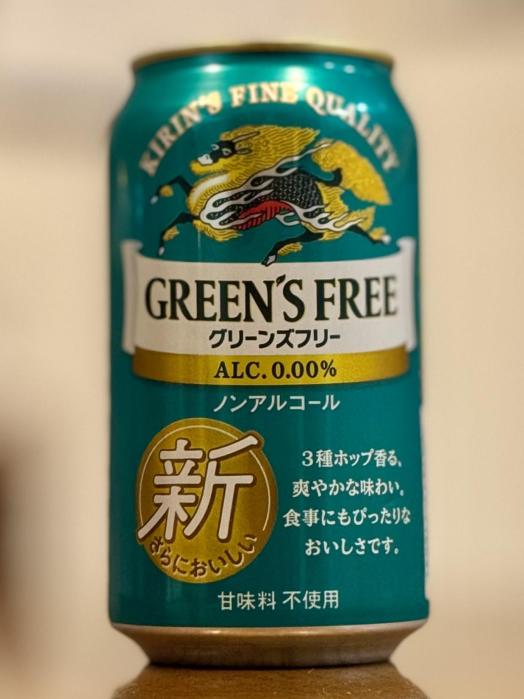 KIRIN'S FINE QUALITY
GREEN'S FREE
グリーンズフリー
ALC.0.00%
ノンアルコール
新
さらにおいしい
3種ホップ香る、
爽やかな味わい。
食事にもぴったりな
おいしさです。
甘味料 不使用